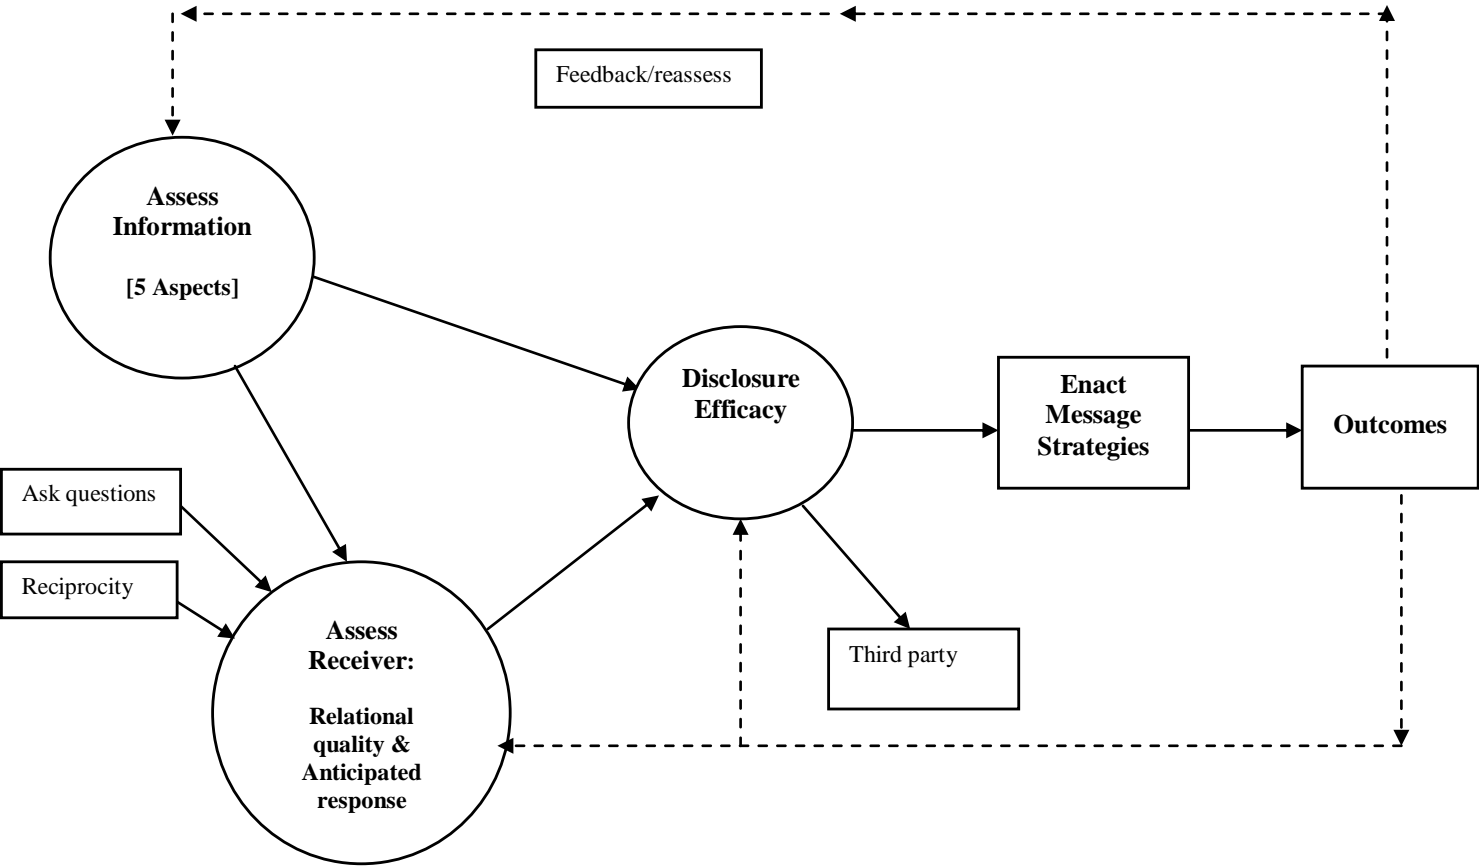 Feedback/reassess
Assess
Information
[5 Aspects]
Disclosure
Efficacy
Enact
Message
Strategies
Outcomes
Ask questions
Reciprocity
Assess
Receiver:
Relational
quality &
Anticipated
response
Third party